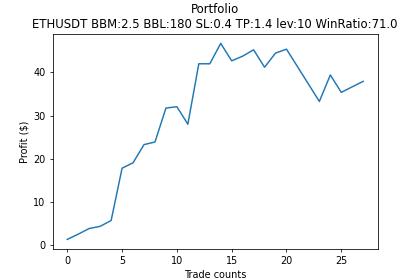 Portfolio
ETHUSDT BBM:2.5 BBL:180 SL:0.4 TP:1.4 lev:10 WinRatio:71.0
Profit ($)
40
30
20
10
0
0
5
10
15
20
25
Trade counts